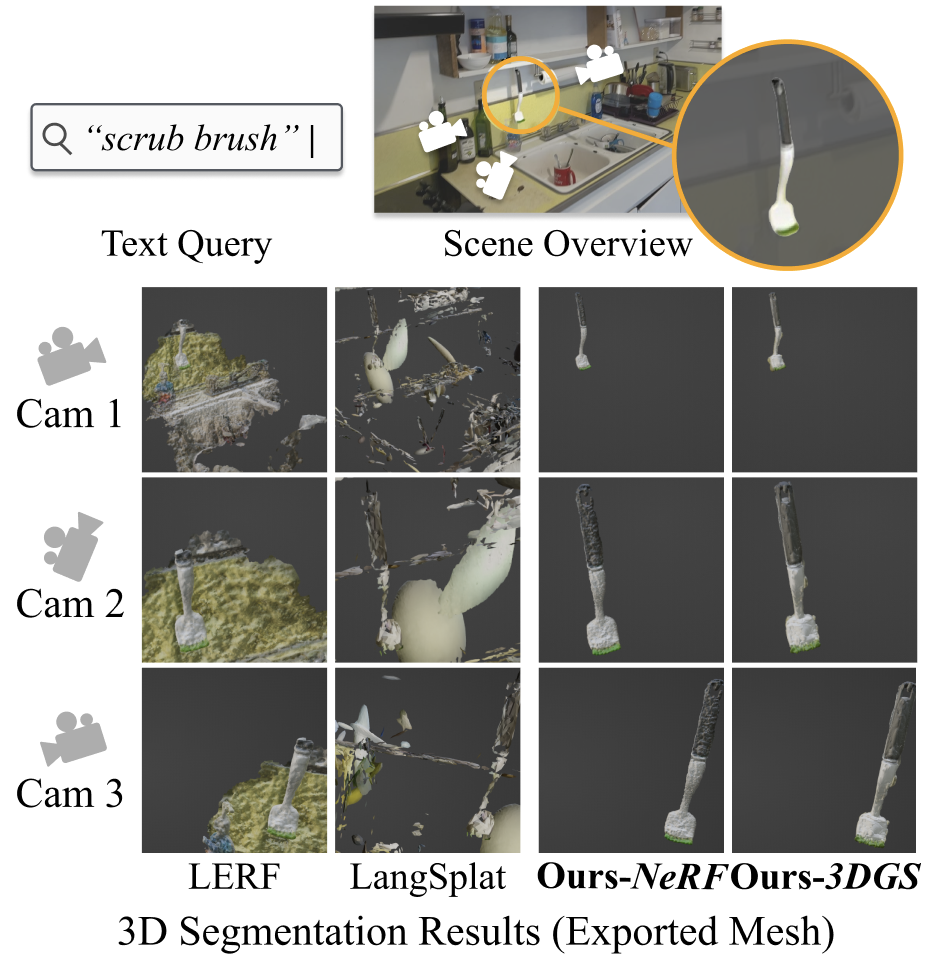 “scrub brush” |
Text Query
Scene Overview
Cam 1
Cam 2
Cam 3
LERF
LangSplat
Ours-NeRF
Ours-3DGS
3D Segmentation Results (Exported Mesh)